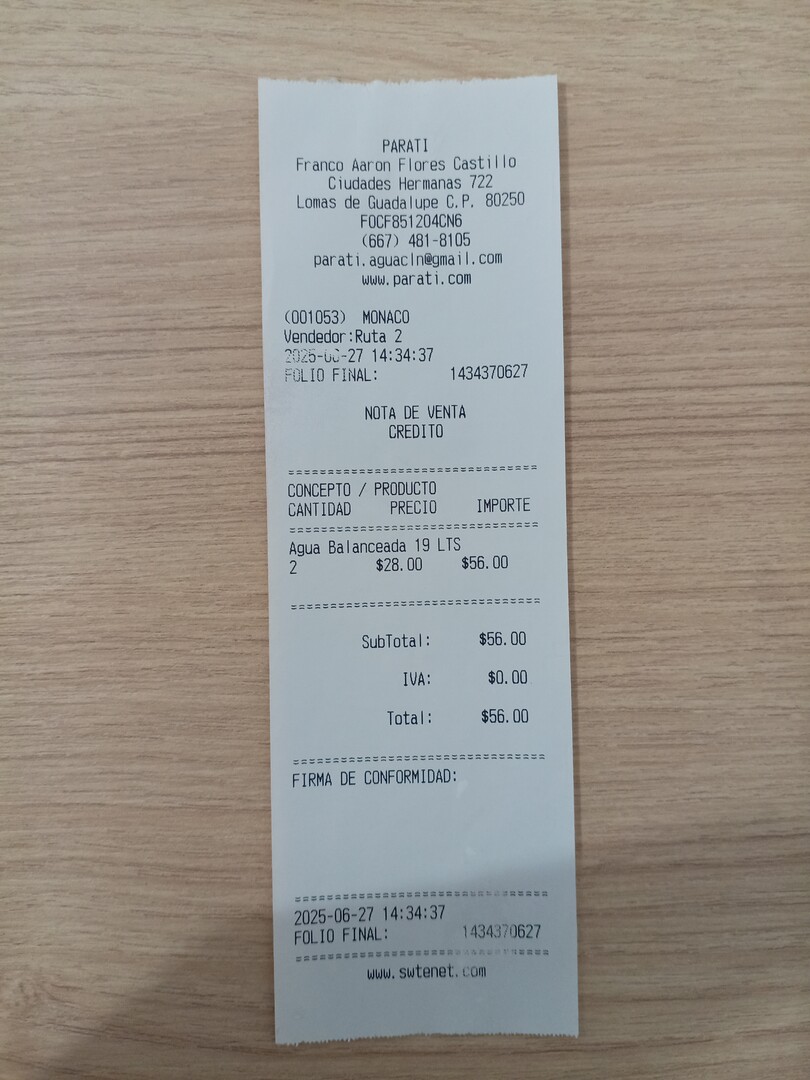 PARATI
Franco Aaron Flores Castillo
Ciudades Hermanas 722
Lomas de Guadalupe C.P. 80250
FOCF851204CN6
(667) 481-8105
parati.aguacln@gmail.com
www.parati.com
(001053) MONACO
Vendedor:Ruta 2
2025-06-27 14:34:37
FOLIO FINAL: 1434370627
NOTA DE VENTA
CREDITO
==============================
CONCEPTO / PRODUCTO
CANTIDAD PRECIO IMPORTE
==============================
Agua Balanceada 19 LTS
2 $28.00 $56.00
==============================
SubTotal: $56.00
IVA: $0.00
Total: $56.00
==============================
FIRMA DE CONFORMIDAD:
==============================
2025-06-27 14:34:37
FOLIO FINAL: 1434370627
==============================
www.swtenet.com